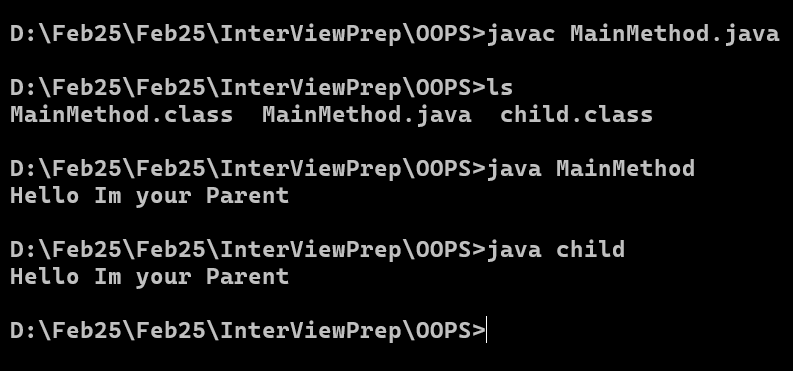 D:\Feb25\Feb25\InterViewPrep\OOPS>javac MainMethod.java
D:\Feb25\Feb25\InterViewPrep\OOPS>ls
MainMethod.class  MainMethod.java  child.class
D:\Feb25\Feb25\InterViewPrep\OOPS>java MainMethod
Hello Im your Parent
D:\Feb25\Feb25\InterViewPrep\OOPS>java child
Hello Im your Parent
D:\Feb25\Feb25\InterViewPrep\OOPS>